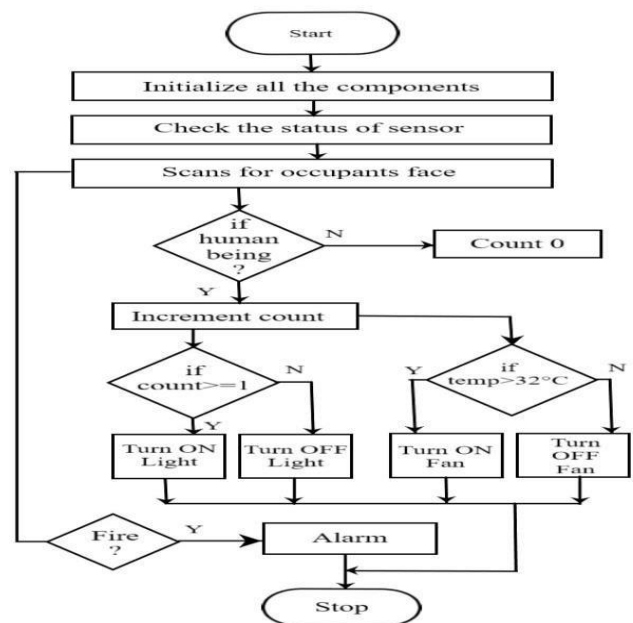 Start
Initialize all the components
Check the status of sensor
Scans for occupants face
if
human
being
?
N
Count 0
Y
Increment count
if
count>=1
N
Y
if
temp>32°C
Y
N
Turn ON
Light
Turn OFF
Light
Turn ON
Fan
Turn
OFF
Fan
Fire
?
Y
Alarm
Stop